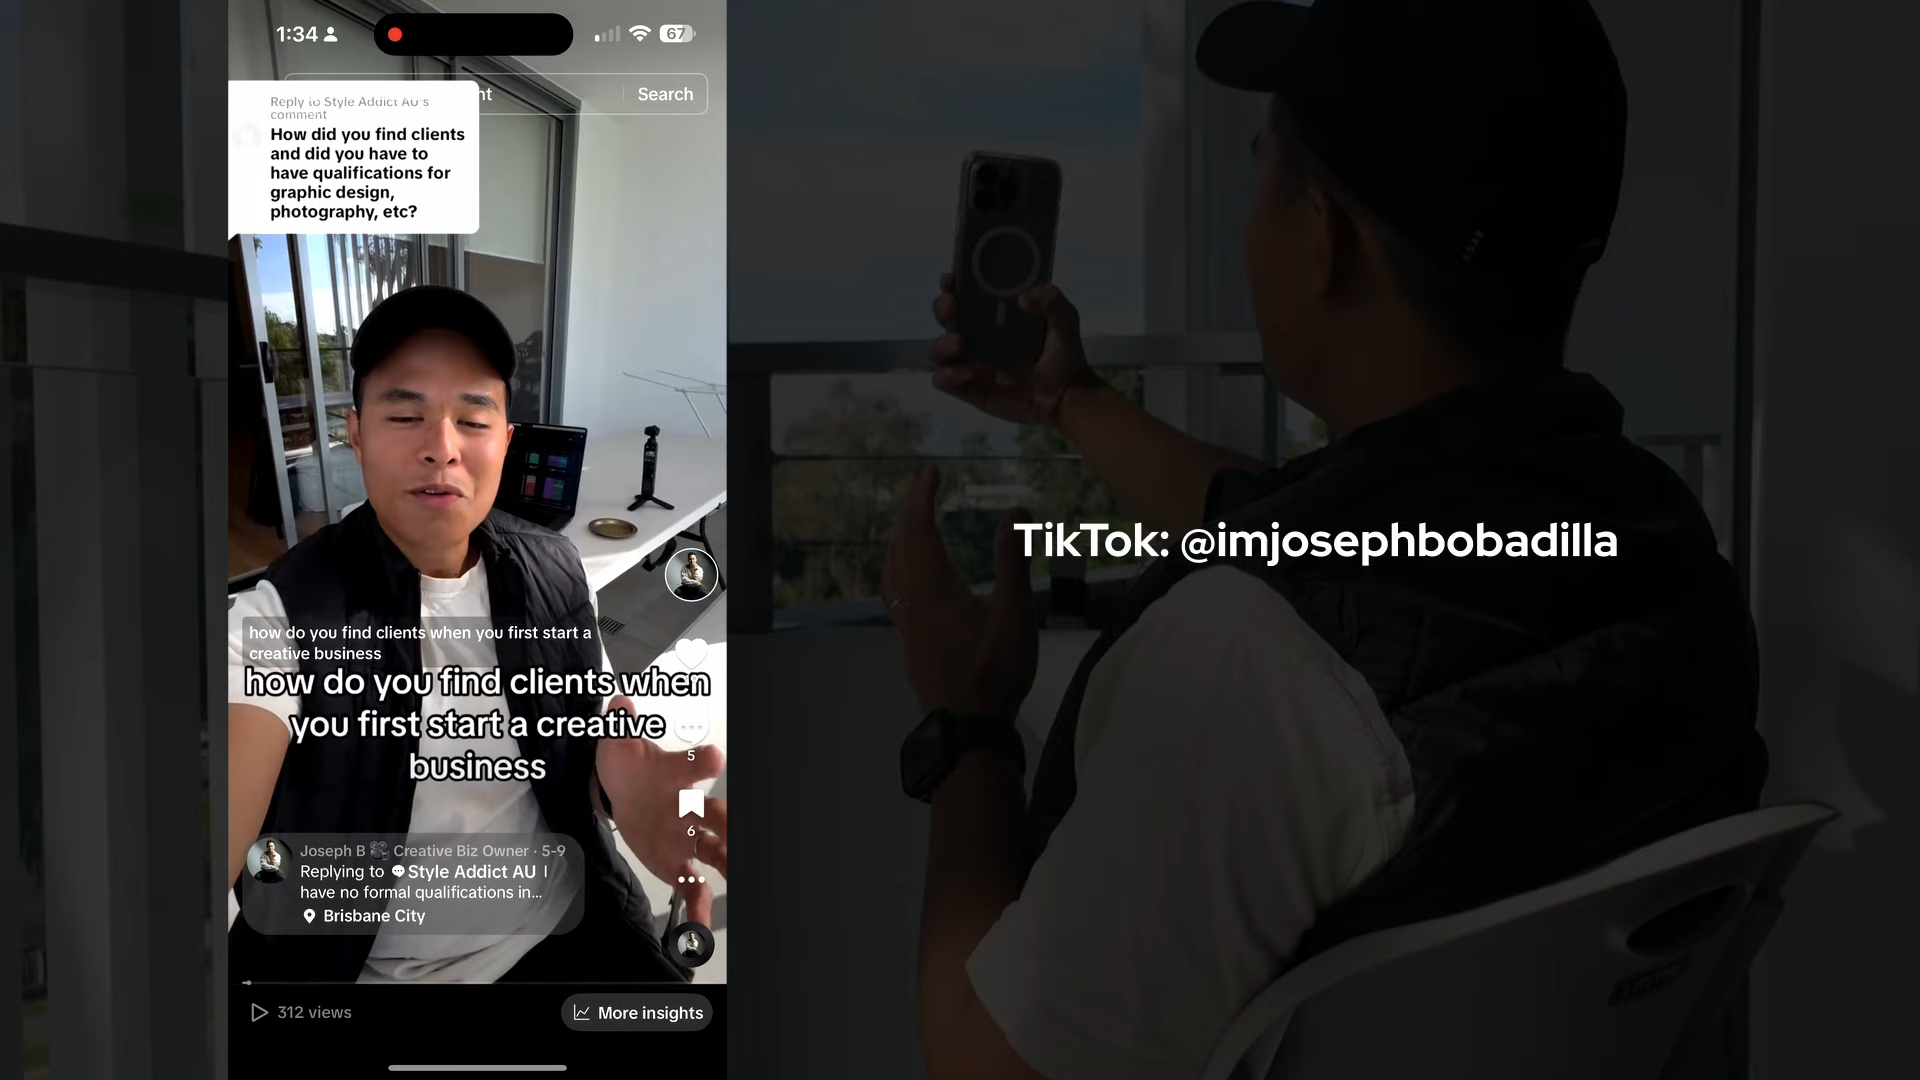 1:34
67
nt
Search
Reply to Style Addict AU's
comment
How did you find clients
and did you have to
have qualifications for
graphic design,
photography, etc?
TikTok: @imjosephbobadilla
how do you find clients when you first start a
creative business
how do you find clients when
you first start a creative
business
5
6
Joseph B Creative Biz Owner · 5-9
Replying to Style Addict AU I
have no formal qualifications in...
Brisbane City
312 views
More insights